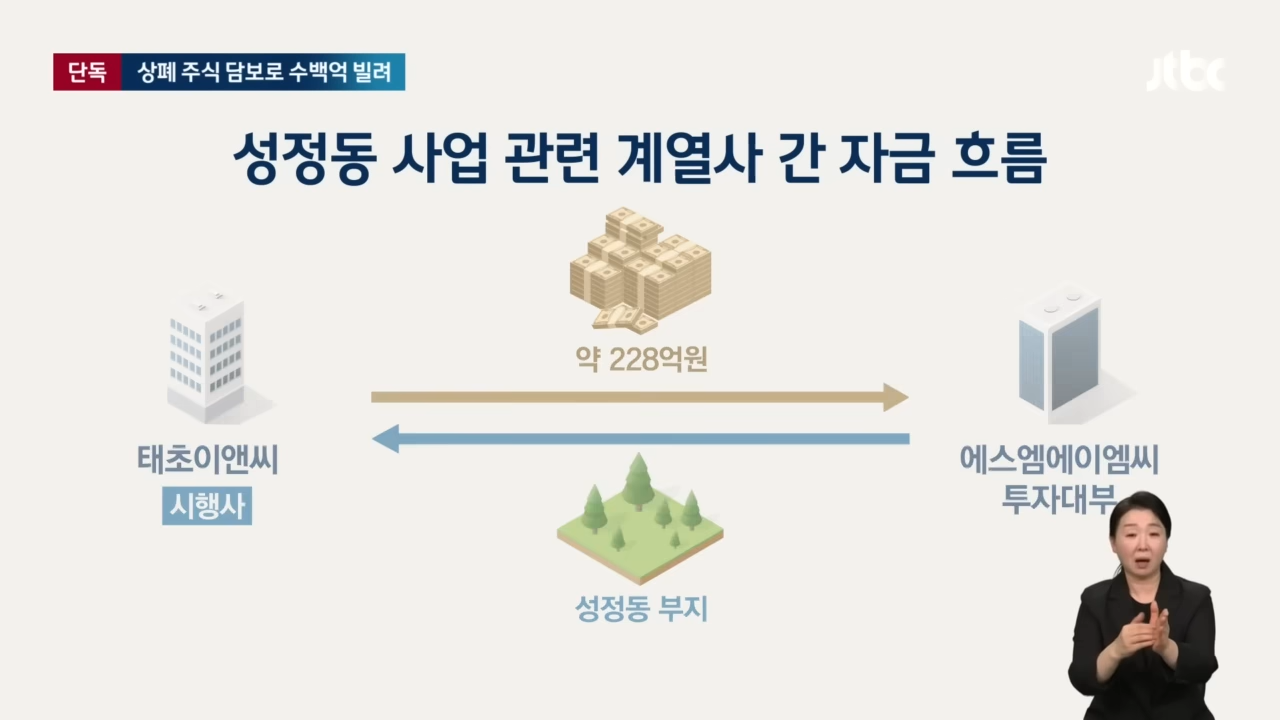 단독 상폐 주식 담보로 수백억 빌려
jtbc
성정동 사업 관련 계열사 간 자금 흐름
약 228억원
태초이앤씨
시행사
에스엠에이엠씨
투자대부
성정동 부지